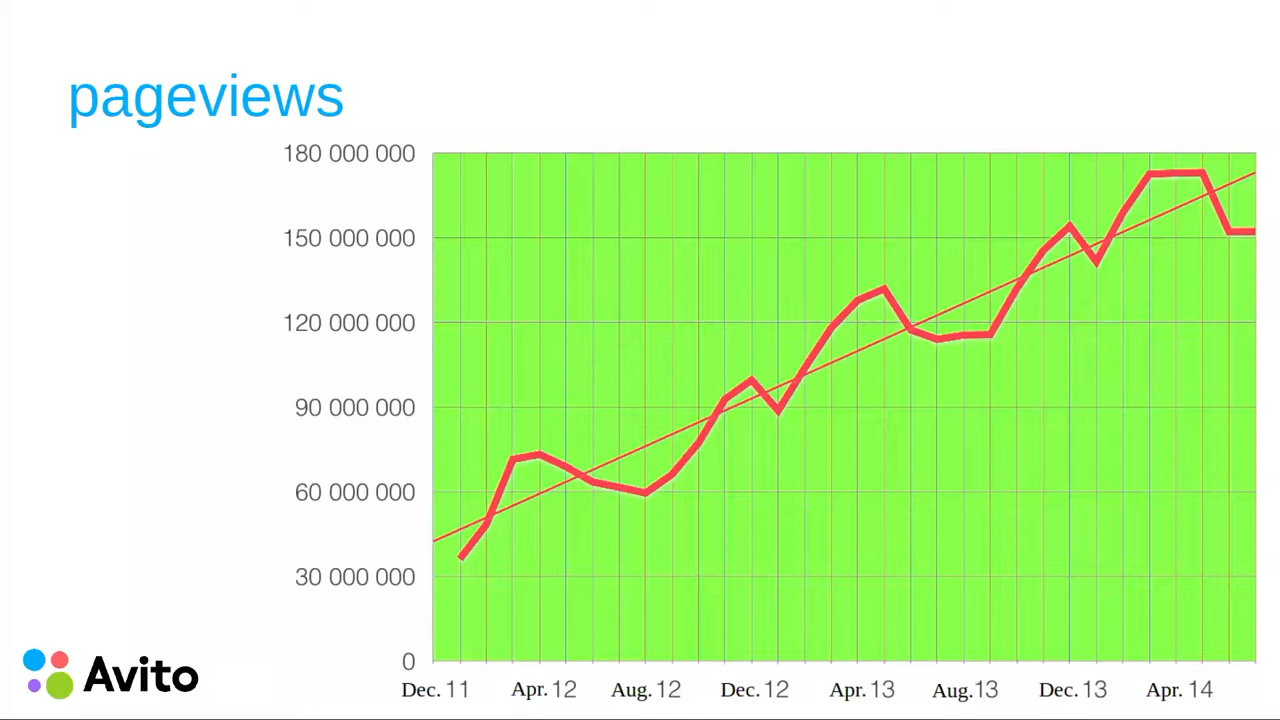 pageviews
180 000 000
150 000 000
120 000 000
90 000 000
60 000 000
30 000 000
0
Dec. 11 Apr. 12 Aug. 12 Dec. 12 Apr. 13 Aug. 13 Dec. 13 Apr. 14
Avito